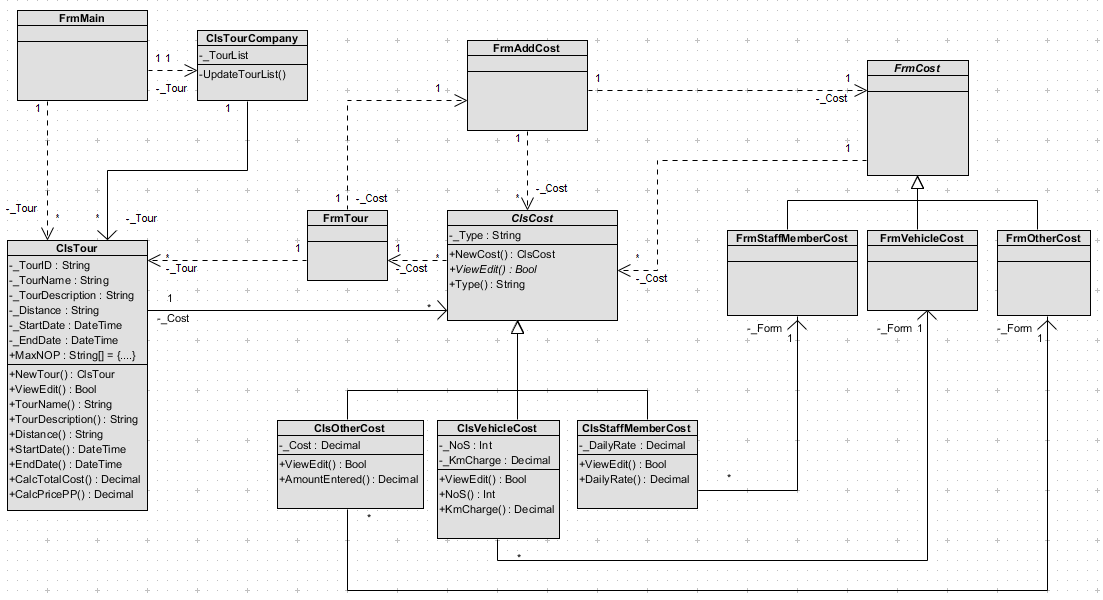 FrmMain
ClsTourCompany
-_TourList
-UpdateTourList()
1 1
-_Tour
1
1
FrmAddCost
1
1
-_Cost
FrmCost
1
1
1
-_Cost
1
-_Cost
*
-_Tour
*
*
-_Tour
FrmTour
1
*
-_Tour
1
-_Cost
*
ClsCost
-_Type : String
+NewCost() : ClsCost
+ViewEdit() : Bool
+Type() : String
*
-_Cost
ClsTour
-_TourID : String
-_TourName : String
-_TourDescription : String
-_Distance : String
-_StartDate : DateTime
-_EndDate : DateTime
+MaxNOP : String[] = {....}
+NewTour() : ClsTour
+ViewEdit() : Bool
+TourName() : String
+TourDescription() : String
+Distance() : String
+StartDate() : DateTime
+EndDate() : DateTime
+CalcTotalCost() : Decimal
+CalcPricePP() : Decimal
1
-_Cost
*
FrmStaffMemberCost
FrmVehicleCost
FrmOtherCost
-_Form
1
-_Form 1
-_Form
1
ClsOtherCost
-_Cost : Decimal
+ViewEdit() : Bool
+AmountEntered() : Decimal
*
ClsVehicleCost
-_NoS : Int
-_KmCharge : Decimal
+ViewEdit() : Bool
+NoS() : Int
+KmCharge() : Decimal
*
ClsStaffMemberCost
-_DailyRate : Decimal
+ViewEdit() : Bool
+DailyRate() : Decimal
*